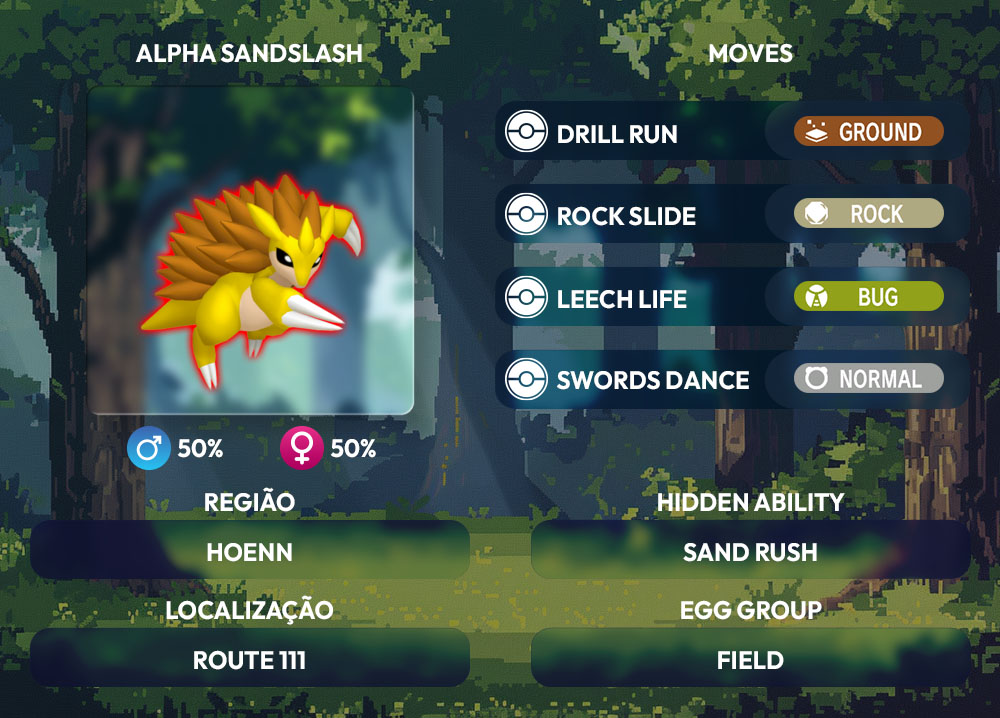 ALPHA SANDSLASH
50%
50%
REGIÃO
HOENN
LOCALIZAÇÃO
ROUTE 111
MOVES
DRILL RUN GROUND
ROCK SLIDE ROCK
LEECH LIFE BUG
SWORDS DANCE NORMAL
HIDDEN ABILITY
SAND RUSH
EGG GROUP
FIELD